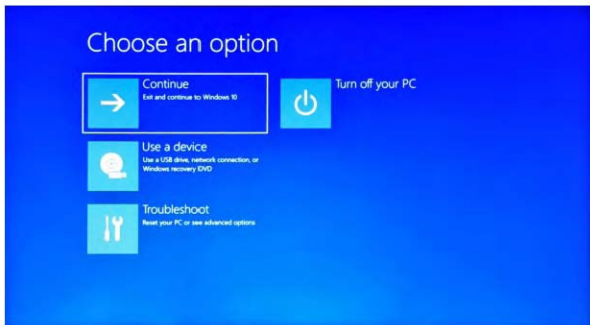 Choose an option
Continue
Exit and continue to Windows 10
Turn off your PC
Use a device
Use a USB drive, network connection, or
Windows recovery DVD
Troubleshoot
Reset your PC or see advanced options